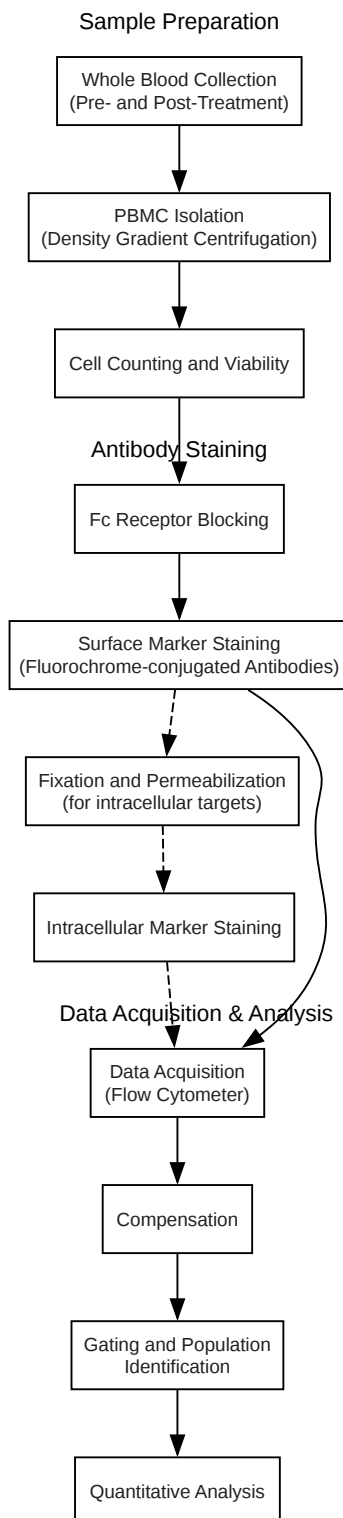 Sample Preparation
Whole Blood Collection
(Pre- and Post-Treatment)
PBMC Isolation
(Density Gradient Centrifugation)
Cell Counting and Viability
Antibody Staining
Fc Receptor Blocking
Surface Marker Staining
(Fluorochrome-conjugated Antibodies)
Fixation and Permeabilization
(for intracellular targets)
Intracellular Marker Staining
Data Acquisition & Analysis
Data Acquisition
(Flow Cytometer)
Compensation
Gating and Population
Identification
Quantitative Analysis